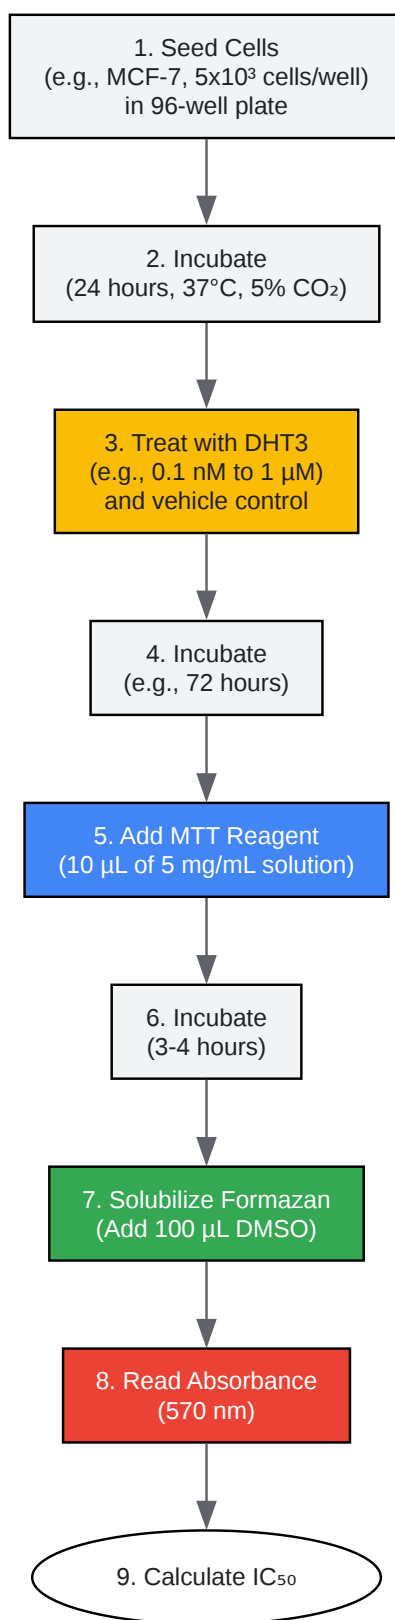 1. Seed Cells
(e.g., MCF-7, 5x10³ cells/well)
in 96-well plate
2. Incubate
(24 hours, 37°C, 5% CO₂)
3. Treat with DHT3
(e.g., 0.1 nM to 1 µM)
and vehicle control
4. Incubate
(e.g., 72 hours)
5. Add MTT Reagent
(10 µL of 5 mg/mL solution)
6. Incubate
(3-4 hours)
7. Solubilize Formazan
(Add 100 µL DMSO)
8. Read Absorbance
(570 nm)
9. Calculate IC₅₀